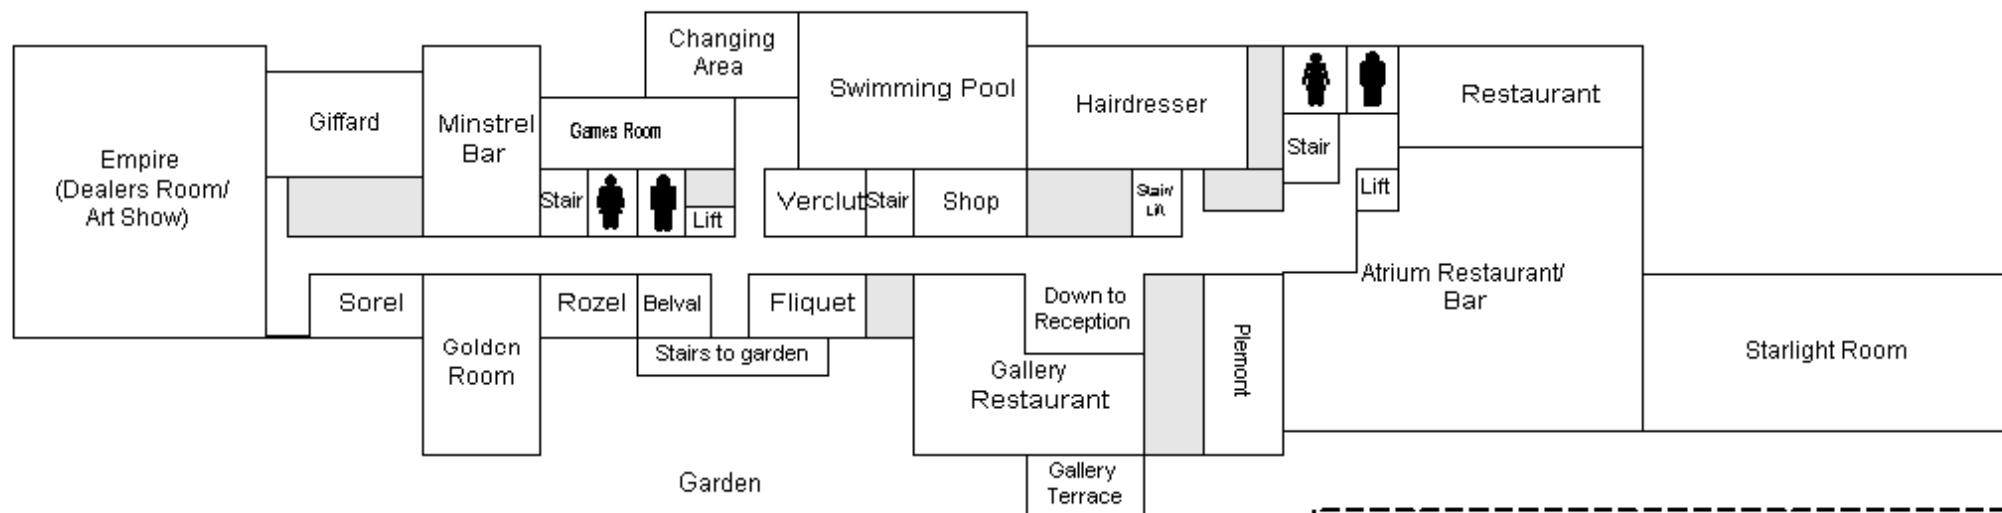 Changing
Area
Swimming Pool
Hairdresser
Restaurant
Giffard
Minstrel
Bar
Games Room
Empire
(Dealers Room/
Art Show)
Stair
Stair
Lift
Verclut
Stair
Shop
Stair/
Lift
Lift
Sorel
Rozel
Belval
Fliquet
Down to
Reception
Atrium Restaurant/
Bar
Golden
Room
Stairs to garden
Gallery
Restaurant
Plemont
Starlight Room
Garden
Gallery
Terrace